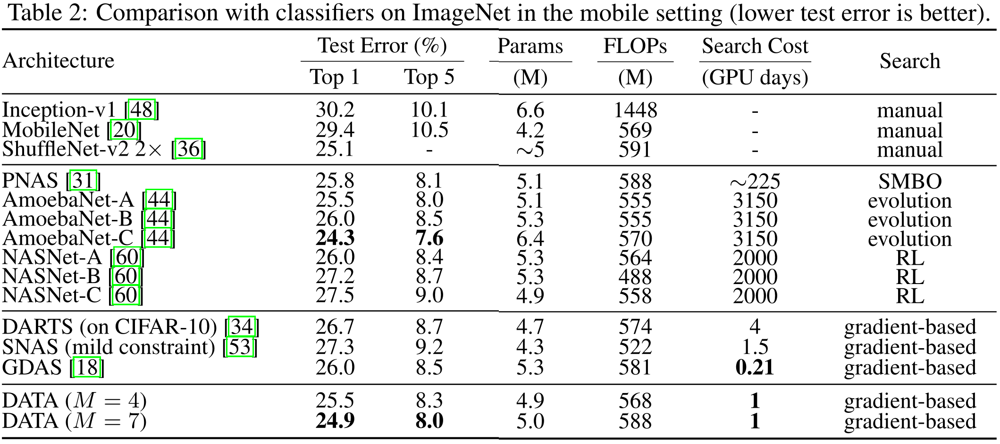 Table 2: Comparison with classifiers on ImageNet in the mobile setting (lower test error is better).
Architecture Test Error (%) Params FLOPs Search Cost Search
Top 1 Top 5 (M) (M) (GPU days)
Inception-v1 [48] 30.2 10.1 6.6 1448 - manual
MobileNet [20] 29.4 10.5 4.2 569 - manual
ShuffleNet-v2 2× [36] 25.1 - ∼5 591 - manual
PNAS [31] 25.8 8.1 5.1 588 ∼225 SMBO
AmoebaNet-A [44] 25.5 8.0 5.1 555 3150 evolution
AmoebaNet-B [44] 26.0 8.5 5.3 555 3150 evolution
AmoebaNet-C [44] 24.3 7.6 6.4 570 3150 evolution
NASNet-A [60] 26.0 8.4 5.3 564 2000 RL
NASNet-B [60] 27.2 8.7 5.3 488 2000 RL
NASNet-C [60] 27.5 9.0 4.9 558 2000 RL
DARTS (on CIFAR-10) [34] 26.7 8.7 4.7 574 4 gradient-based
SNAS (mild constraint) [53] 27.3 9.2 4.3 522 1.5 gradient-based
GDAS [18] 26.0 8.5 5.3 581 0.21 gradient-based
DATA (M = 4) 25.5 8.3 4.9 568 1 gradient-based
DATA (M = 7) 24.9 8.0 5.0 588 1 gradient-based